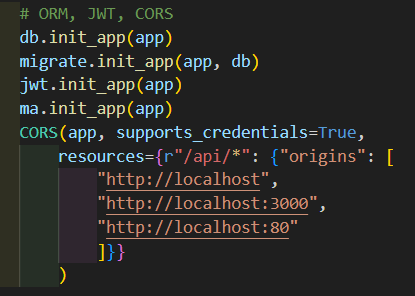 # ORM, JWT, CORS
db.init_app(app)
migrate.init_app(app, db)
jwt.init_app(app)
ma.init_app(app)
CORS(app, supports_credentials=True,
resources={r"/api/*": {"origins": [
"http://localhost",
"http://localhost:3000",
"http://localhost:80"
]}}
)